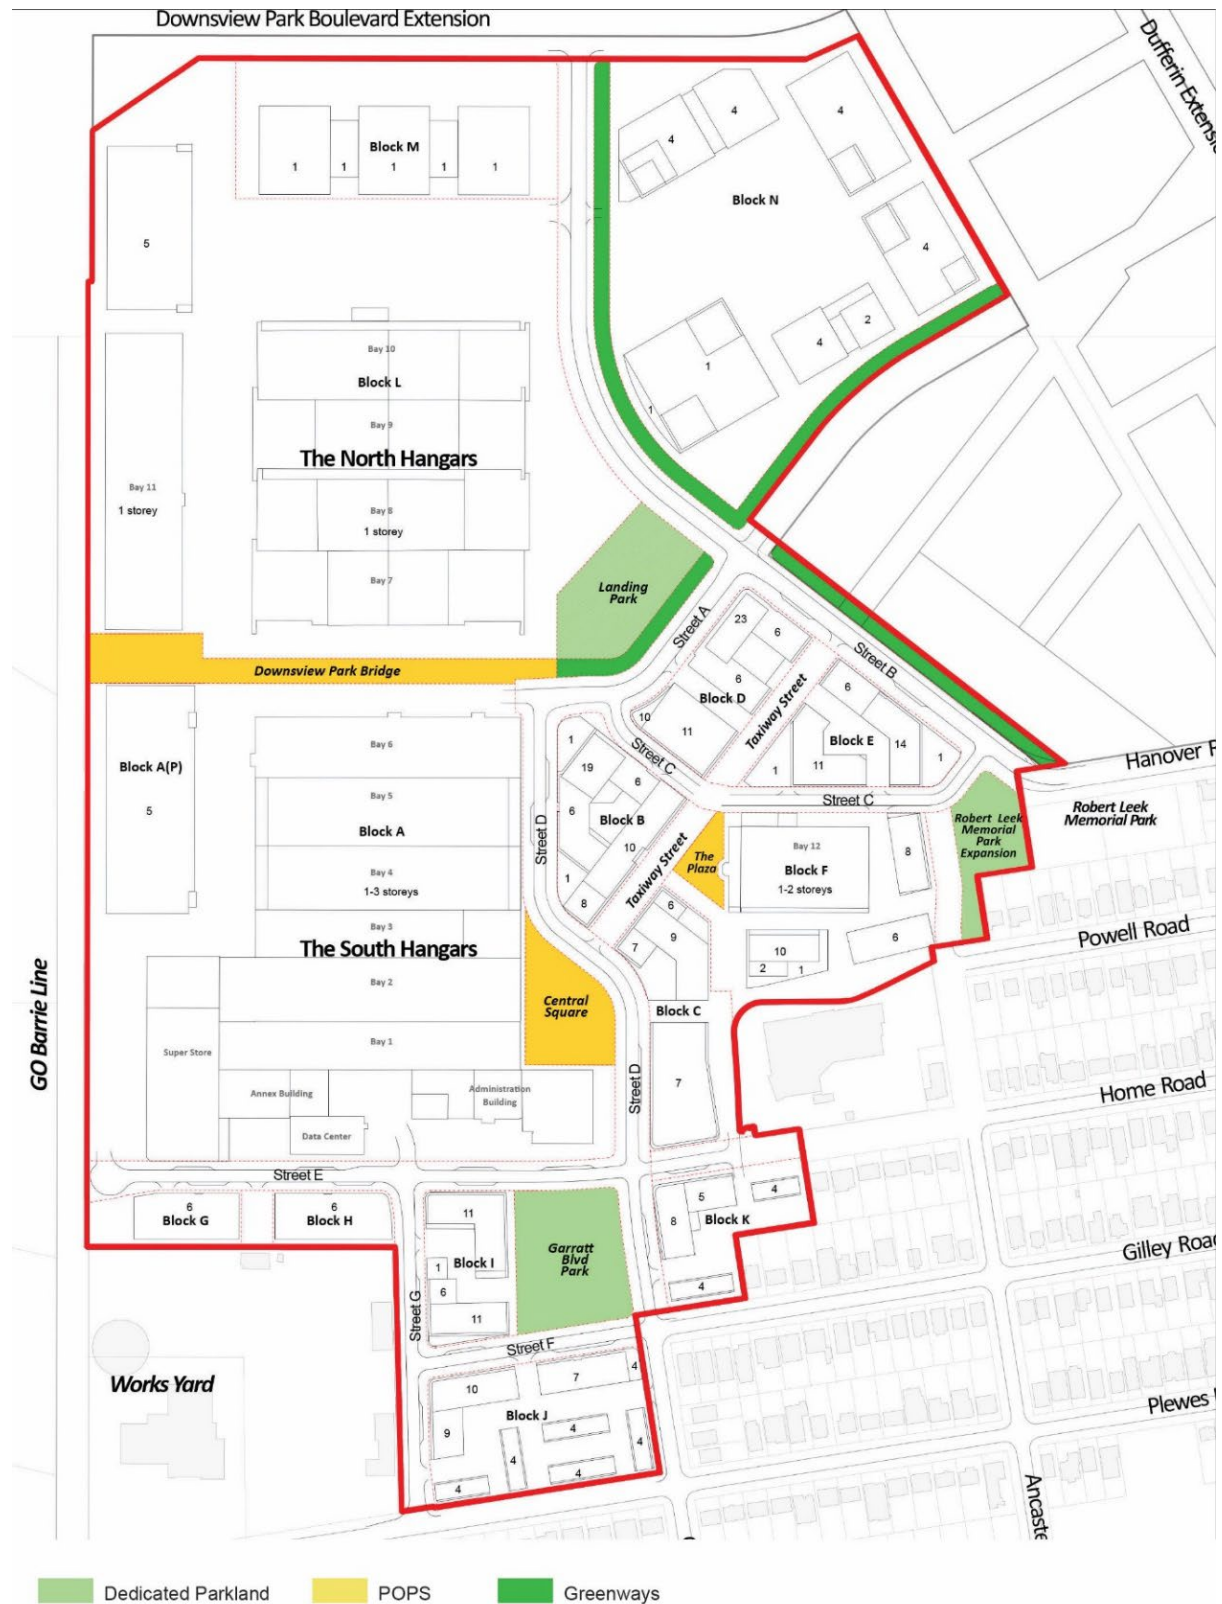 Downsview Park Boulevard Extension
Dufferin Extensio
4
4
4
Block M
1
1
1
1
1
Block N
5
4
2
4
1
1
Bay 10
Block L
Bay 9
The North Hangars
Bay 11
1 storey
Bay 8
1 storey
Bay 7
Landing
Park
Street A
23
6
Street B
Downsview Park Bridge
6
Block D
Taxiway Street
6
10
11
Block E
14
1
11
1
Street C
Street C
Hanover R
Bay 6
Block A(P)
5
Bay 5
Block A
Bay 4
1-3 storeys
Bay 3
The South Hangars
Bay 2
Bay 1
Super Store
Annex Building
Administration
Building
Data Center
Street D
1
19
6
6
Block B
10
1
8
Taxiway Street
The
Plaza
Bay 12
Block F
1-2 storeys
8
Robert Leek
Memorial
Park
Expansion
Robert Leek
Memorial Park
6
9
7
10
2
1
6
Powell Road
Central
Square
Block C
7
Street D
GO Barrie Line
Home Road
Street E
6
Block G
6
Block H
11
Block I
1
6
11
Garratt
Blvd
Park
5
4
8
Block K
4
Gilley Road
Street G
Street F
Works Yard
10
7
4
Block J
9
4
4
4
4
4
Plewes
Ancaste
Dedicated Parkland
POPS
Greenways